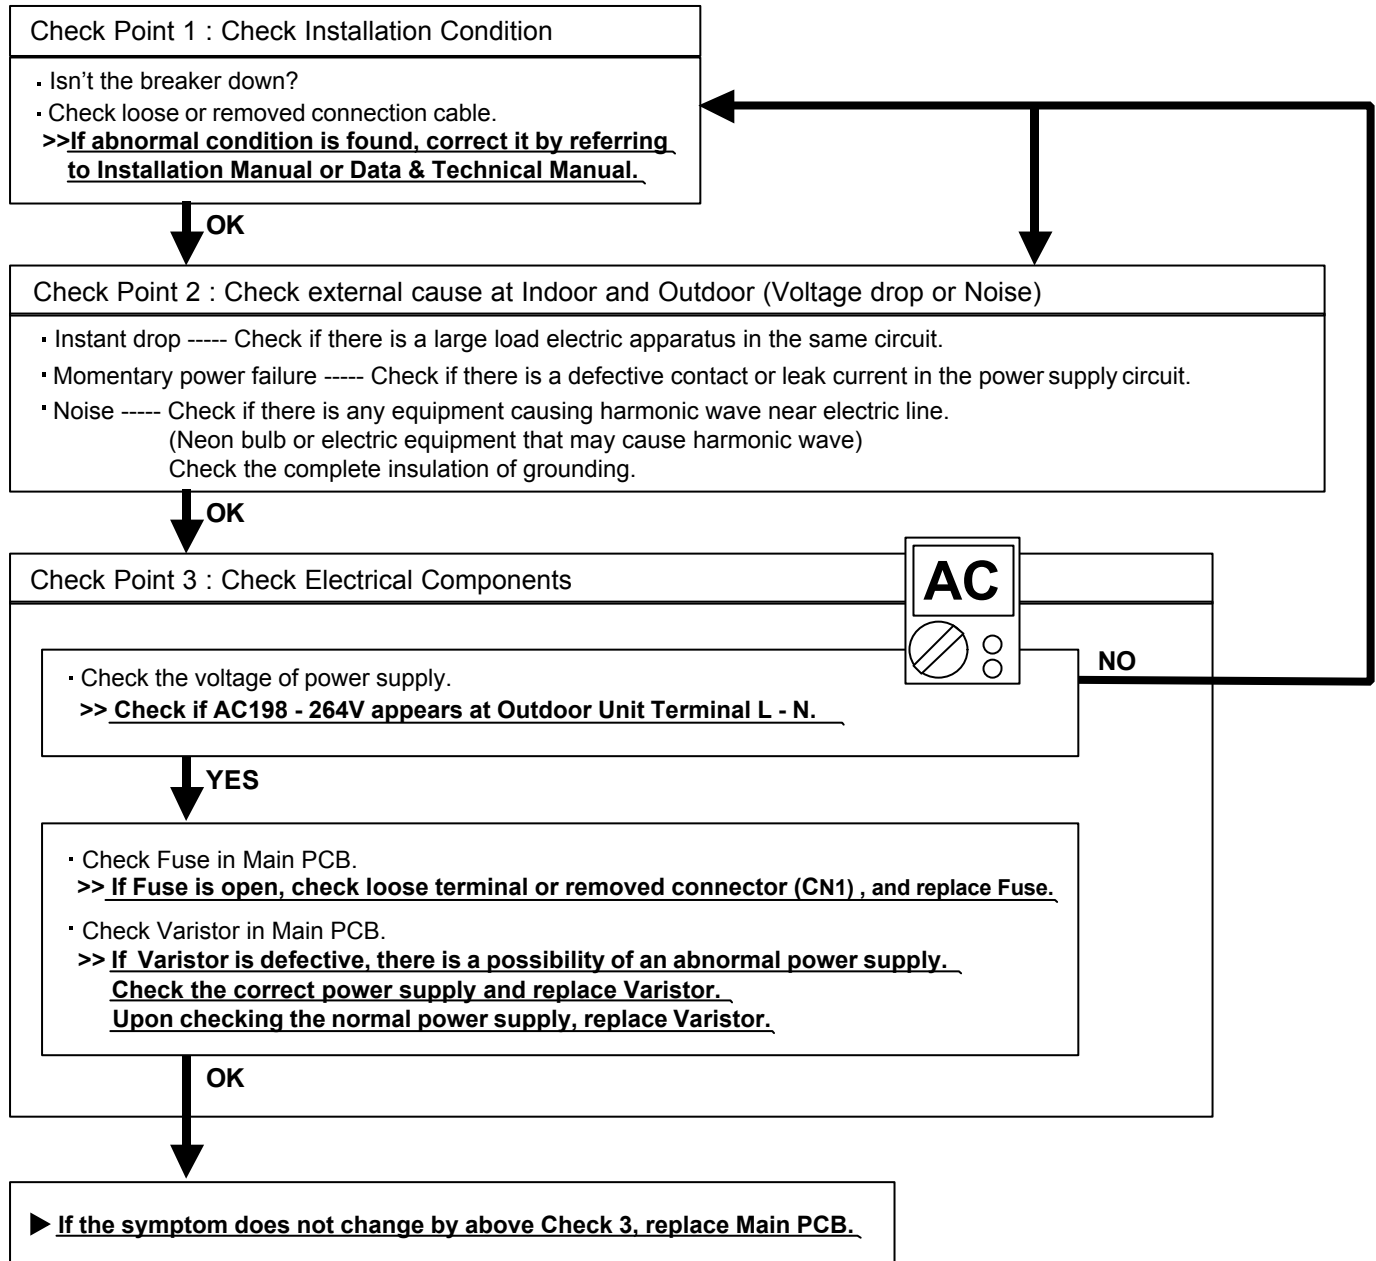 Check Point 1 : Check Installation Condition
· Isn't the breaker down?
· Check loose or removed connection cable.
>>If abnormal condition is found, correct it by referring
to Installation Manual or Data & Technical Manual.
OK
Check Point 2 : Check external cause at Indoor and Outdoor (Voltage drop or Noise)
· Instant drop ----- Check if there is a large load electric apparatus in the same circuit.
· Momentary power failure ----- Check if there is a defective contact or leak current in the power supply circuit.
· Noise ----- Check if there is any equipment causing harmonic wave near electric line.
(Neon bulb or electric equipment that may cause harmonic wave)
Check the complete insulation of grounding.
OK
Check Point 3 : Check Electrical Components
AC
· Check the voltage of power supply.
>> Check if AC198 - 264V appears at Outdoor Unit Terminal L - N.
NO
YES
· Check Fuse in Main PCB.
>> If Fuse is open, check loose terminal or removed connector (CN1) , and replace Fuse.
· Check Varistor in Main PCB.
>> If Varistor is defective, there is a possibility of an abnormal power supply.
Check the correct power supply and replace Varistor.
Upon checking the normal power supply, replace Varistor.
OK
▶ If the symptom does not change by above Check 3, replace Main PCB.